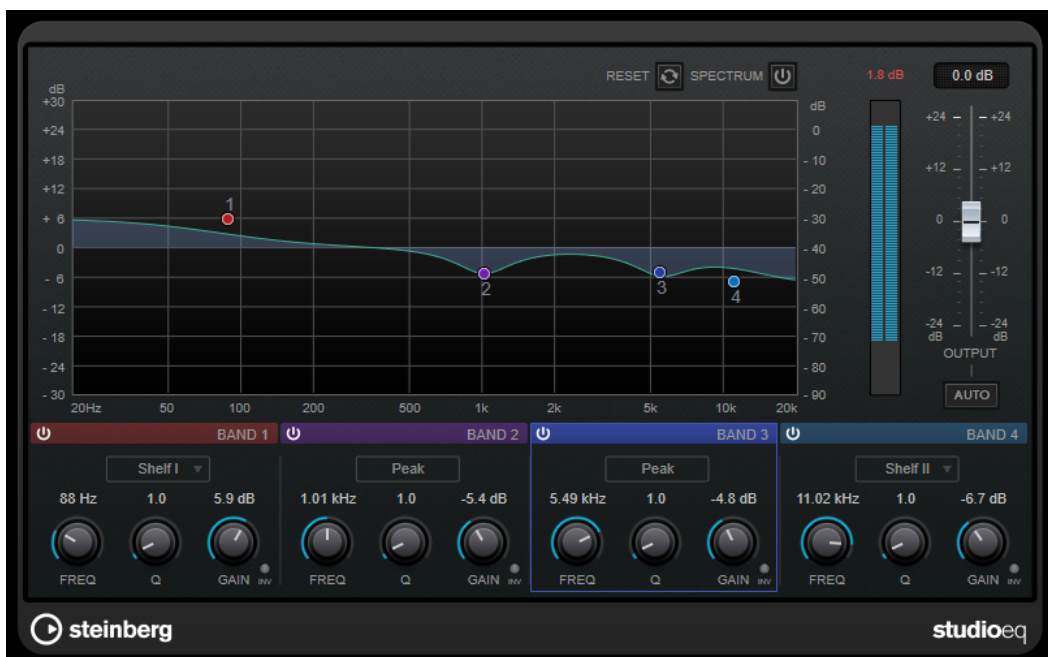 RESET SPECTRUM 1.8 dB 0.0 dB
dB
+30 dB
+24 0
+18 - 10
+12 - 20
+ 6 - 30
0 - 40
- 6 - 50
- 12 - 60
- 18 - 70
- 24 - 80
- 30 - 90
1
2
3
4
20Hz 50 100 200 500 1k 2k 5k 10k 20k
+24 +24
+12 +12
0 0
-12 -12
-24 -24
dB dB
OUTPUT
AUTO
BAND 1 BAND 2 BAND 3 BAND 4
Shelf I Peak Peak Shelf II
88 Hz 1.0 5.9 dB 1.01 kHz 1.0 -5.4 dB 5.49 kHz 1.0 -4.8 dB 11.02 kHz 1.0 -6.7 dB
FREQ Q GAIN INV FREQ Q GAIN INV FREQ Q GAIN INV FREQ Q GAIN INV
steinberg studioeq